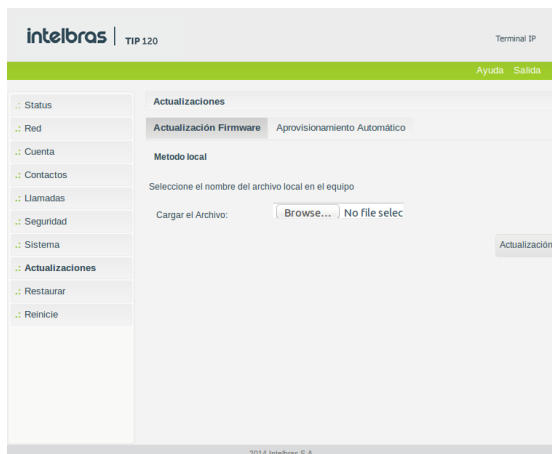 intelbras TIP 120
Terminal IP
Ayuda Salida
.: Status
.: Red
.: Cuenta
.: Contactos
.: Llamadas
.: Seguridad
.: Sistema
.: Actualizaciones
.: Restaurar
.: Reinicie
Actualizaciones
Actualización Firmware Aprovisionamiento Automático
Metodo local
Seleccione el nombre del archivo local en el equipo
Cargar el Archivo: Browse... No file selec
Actualización
2014 Intelbras S.A.